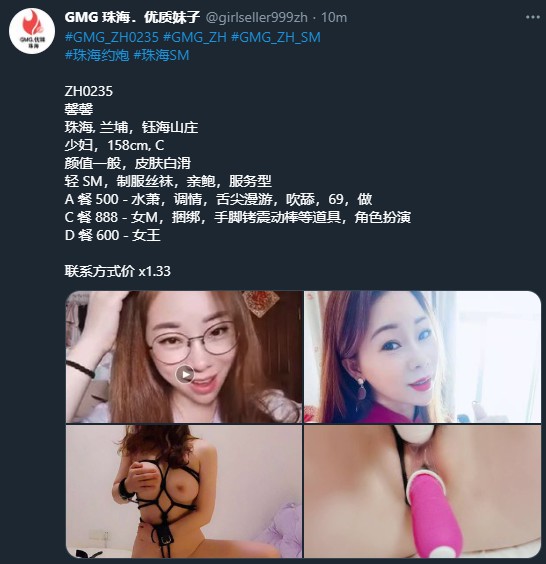 GMG 珠海．优质妹子 @girlseller999zh · 10m
#GMG_ZH0235 #GMG_ZH #GMG_ZH_SM
#珠海约炮 #珠海SM
ZH0235
馨馨
珠海, 兰埔，钰海山庄
少妇，158cm, C
颜值一般，皮肤白滑
轻 SM，制服丝袜，亲鲍，服务型
A 餐 500 - 水萧，调情，舌尖漫游，吹舔，69，做
C 餐 888 - 女M，捆绑，手脚铐震动棒等道具，角色扮演
D 餐 600 - 女王
联系方式价 x1.33
GMG.优嘀
珠海